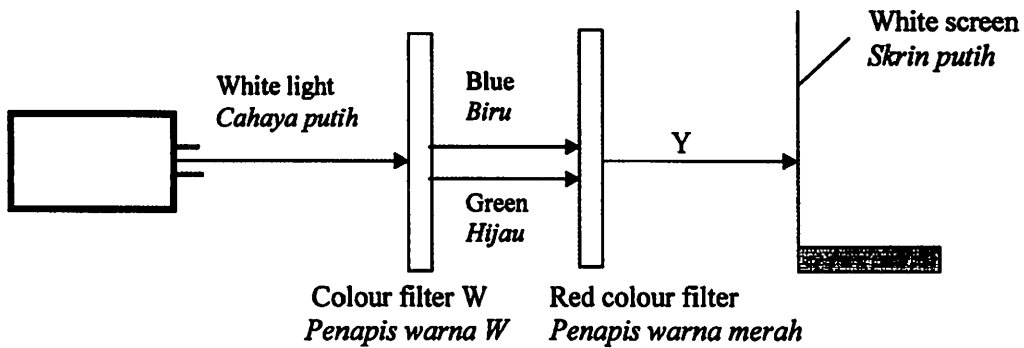 White screen
Skrin putih
White light
Cahaya putih
Blue
Biru
Y
Green
Hijau
Colour filter W
Penapis warna W
Red colour filter
Penapis warna merah